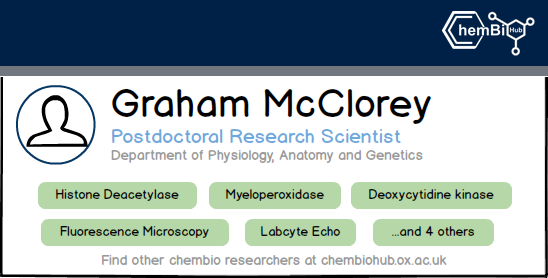 ChemBi Hub
Graham McClorey
Postdoctoral Research Scientist
Department of Physiology, Anatomy and Genetics
Histone Deacetylase Myeloperoxidase Deoxycytidine kinase
Fluorescence Microscopy Labcyte Echo ...and 4 others
Find other chembio researchers at chembiohub.ox.ac.uk